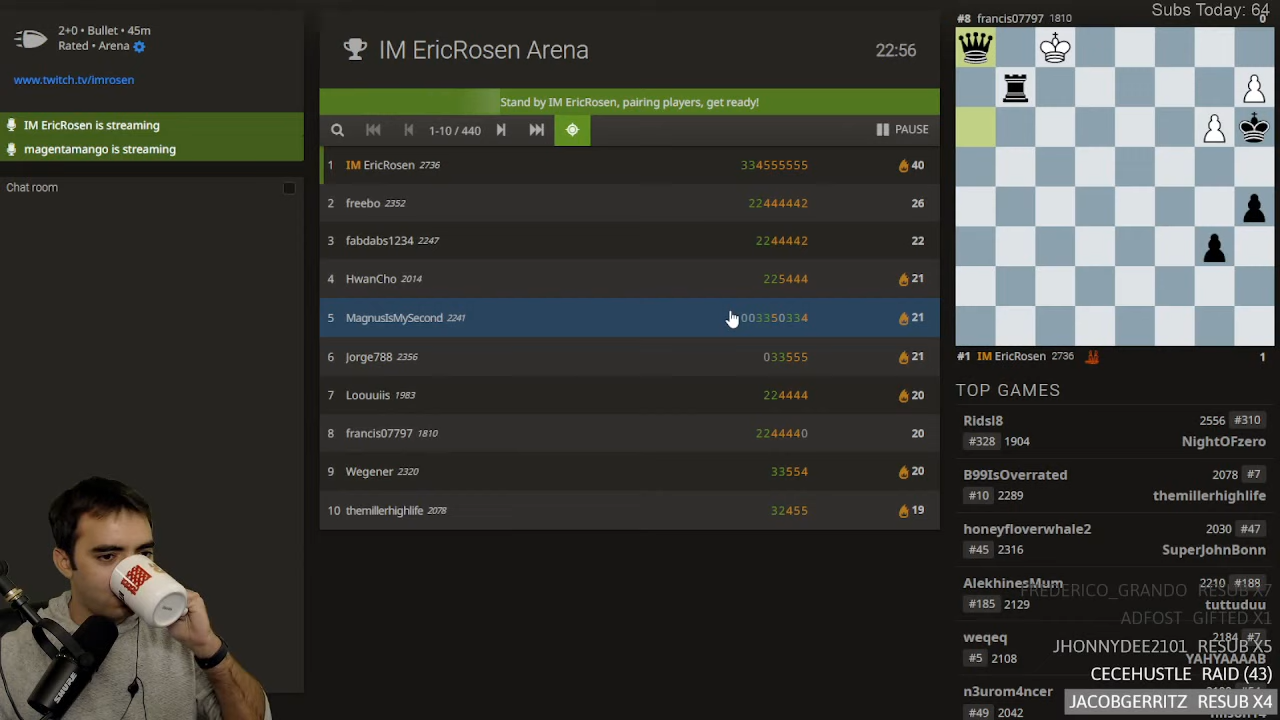 2+0 • Bullet • 45m
Rated • Arena
www.twitch.tv/imrosen
IM EricRosen is streaming
magentamango is streaming
Chat room
IM EricRosen Arena
22:56
Stand by IM EricRosen, pairing players, get ready!
1-10 / 440
PAUSE
1 IM EricRosen 2736 334555555 40
2 freebo 2352 22444442 26
3 fabdabs1234 2247 2244442 22
4 HwanCho 2014 225444 21
5 MagnusIsMySecond 2241 003350334 21
6 Jorge788 2356 033555 21
7 Loouuiis 1983 224444 20
8 francis07797 1810 2244440 20
9 Wegener 2320 33554 20
10 themillerhighlife 2078 32455 19
Subs Today: 64
#8 francis07797 1810 0
#1 IM EricRosen 2736 1
TOP GAMES
Ridsl8 2556 #310
#328 1904 NightOFzero
B99IsOverrated 2078 #7
#10 2289 themillerhighlife
honeyfloverwhale2 2030 #47
#45 2316 SuperJohnBonn
AlekhinesMum 2210 #188
FREDERICO_GRANDO RESUB X7
#185 2129 tuttuduu
ADFOST GIFTED X1
weqeq 2184 #7
JHONNYDEE2101 RESUB X5
#5 2108 YAHYAAAAB
CECEHUSTLE RAID (43)
n3urom4ncer
JACOBGERRITZ RESUB X4
#49 2042
SHURE